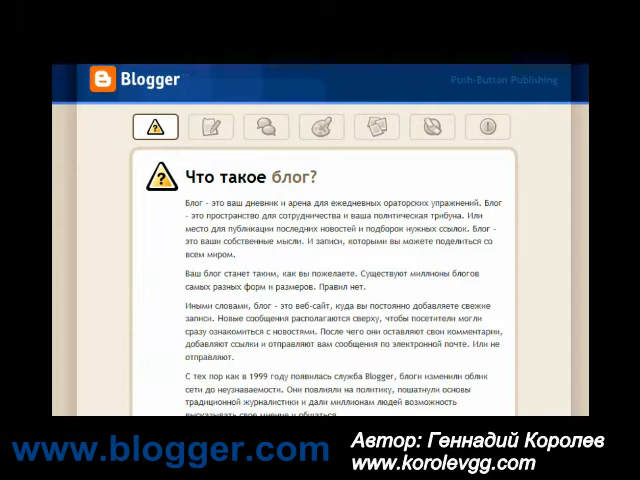 Blogger™
Push-Button Publishing
Что такое блог?
Блог - это ваш дневник и арена для ежедневных ораторских упражнений. Блог
- это пространство для сотрудничества и ваша политическая трибуна. Или
место для публикации последних новостей и подборок нужных ссылок. Блог -
это ваши собственные мысли. И записи, которыми вы можете поделиться со
всем миром.
Ваш блог станет таким, как вы пожелаете. Существуют миллионы блогов
самых разных форм и размеров. Правил нет.
Иными словами, блог - это веб-сайт, куда вы постоянно добавляете свежие
записи. Новые сообщения располагаются сверху, чтобы посетители могли
сразу ознакомиться с новостями. После чего они оставляют свои комментарии,
добавляют ссылки и отправляют вам сообщения по электронной почте. Или не
отправляют.
С тех пор как в 1999 году появилась служба Blogger, блоги изменили облик
сети до неузнаваемости. Они повлияли на политику, пошатнули основы
традиционной журналистики и дали миллионам людей возможность
высказывать свое мнение и общаться
www.blogger.com
Автор: Геннадий Королев
www.korolevgg.com